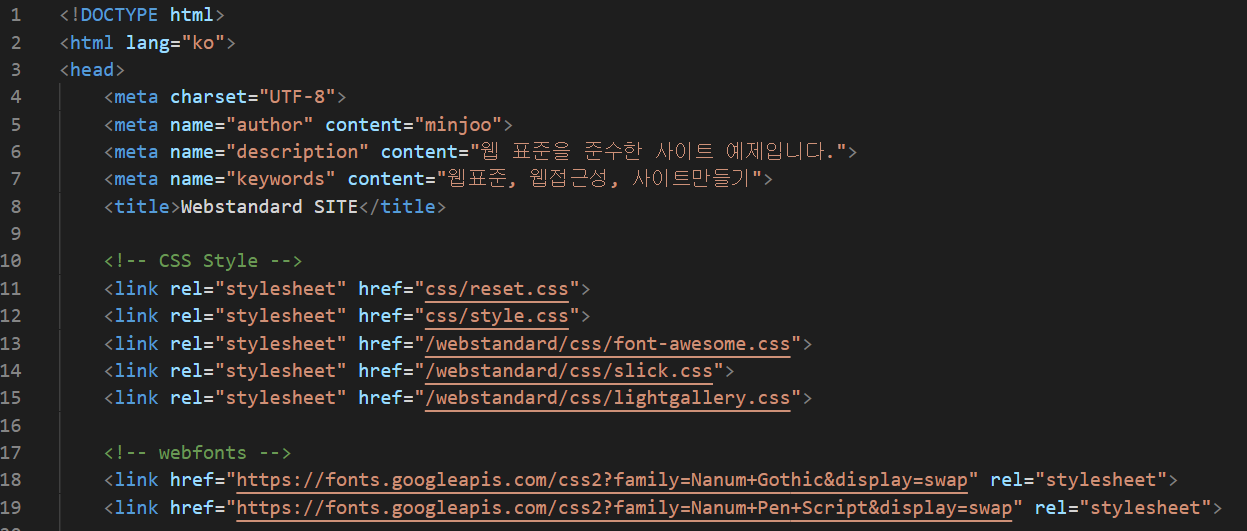 1 <!DOCTYPE html>
2 <html lang="ko">
3 <head>
4 <meta charset="UTF-8">
5 <meta name="author" content="minjoo">
6 <meta name="description" content="웹 표준을 준수한 사이트 예제입니다.">
7 <meta name="keywords" content="웹표준, 웹접근성, 사이트만들기">
8 <title>Webstandard SITE</title>
9
10 <!-- CSS Style -->
11 <link rel="stylesheet" href="css/reset.css">
12 <link rel="stylesheet" href="css/style.css">
13 <link rel="stylesheet" href="/webstandard/css/font-awesome.css">
14 <link rel="stylesheet" href="/webstandard/css/slick.css">
15 <link rel="stylesheet" href="/webstandard/css/lightgallery.css">
16
17 <!-- webfonts -->
18 <link href="https://fonts.googleapis.com/css2?family=Nanum+Gothic&display=swap" rel="stylesheet">
19 <link href="https://fonts.googleapis.com/css2?family=Nanum+Pen+Script&display=swap" rel="stylesheet">